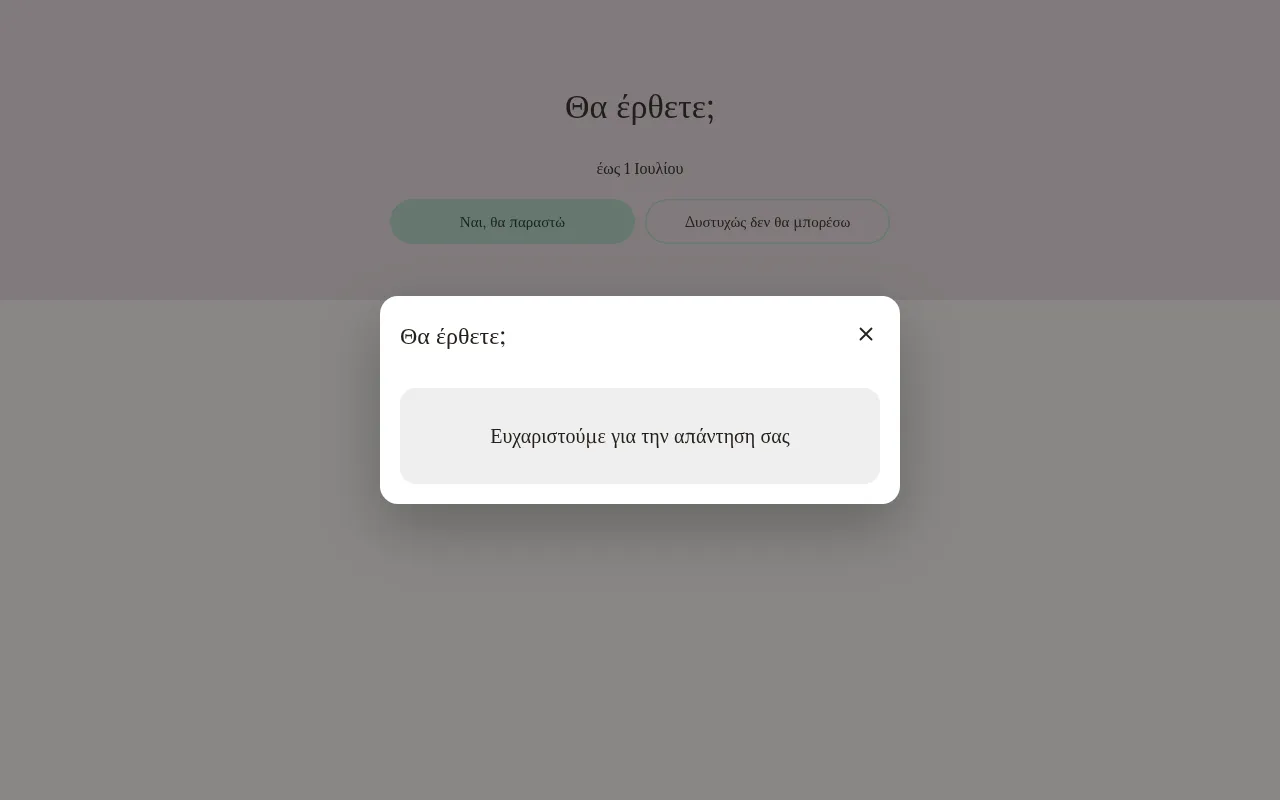 Θα έρθετε;
έως 1 Ιουλίου
Ναι, θα παραστώ
Δυστυχώς δεν θα μπορέσω
Θα έρθετε;
Ευχαριστούμε για την απάντηση σας